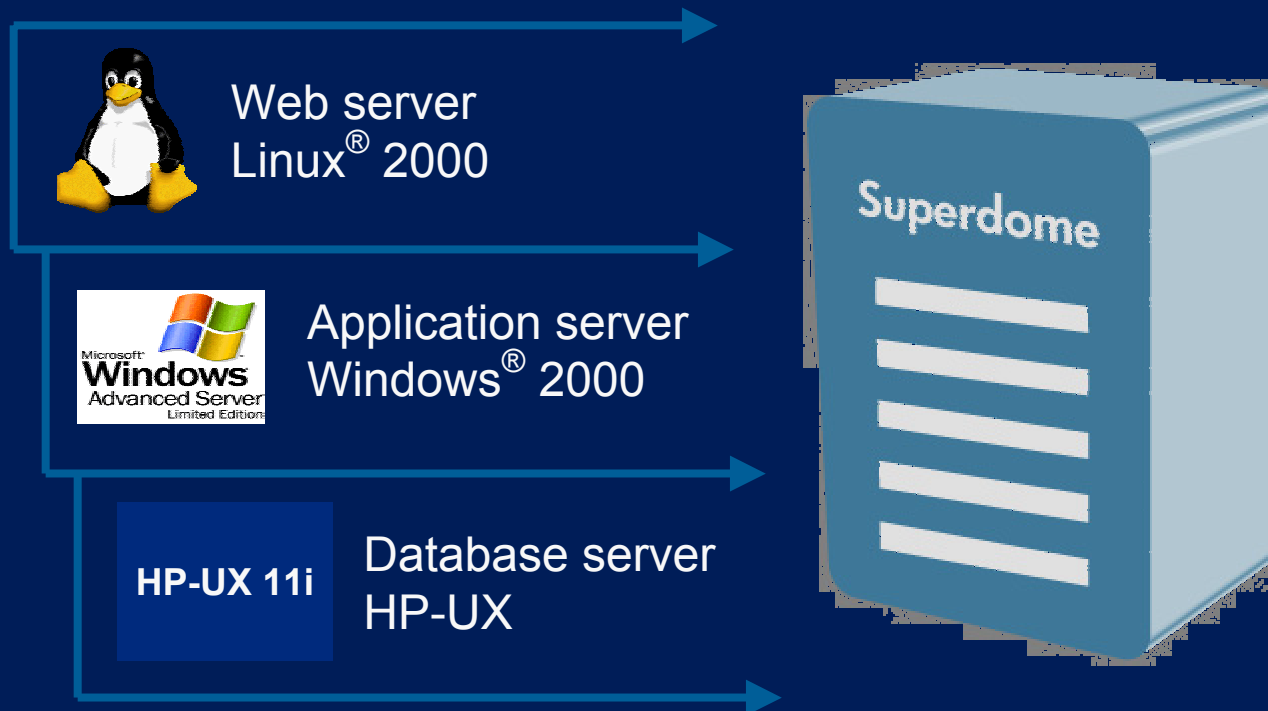 Web server
Linux® 2000
Superdome
Microsoft®
Windows
Advanced Server
Limited Edition
Application server
Windows® 2000
HP-UX 11i
Database server
HP-UX